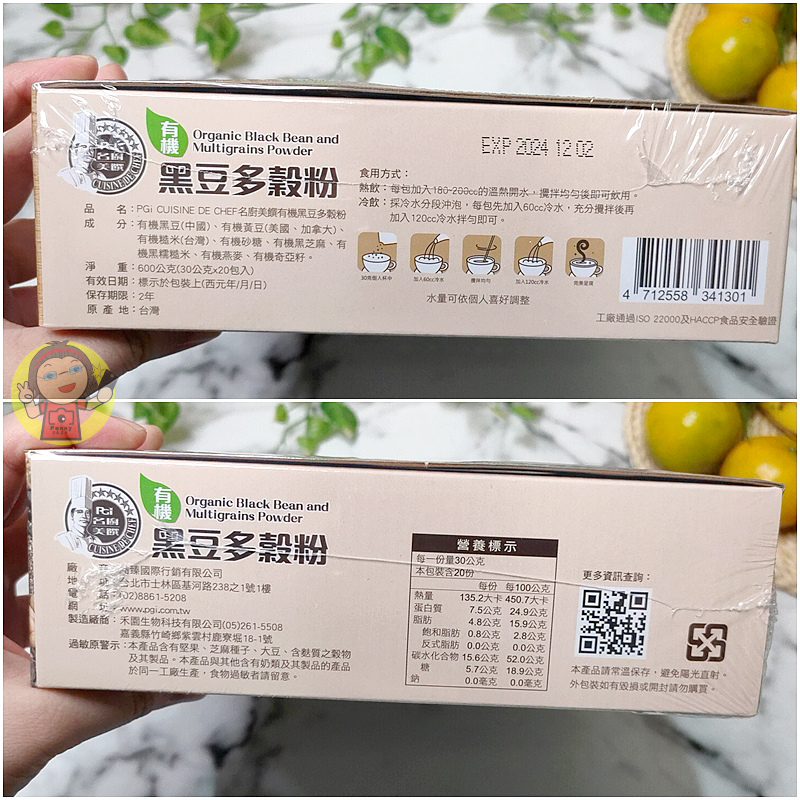 名廚
美饌
CUISINE DE CHEF
有機
Organic Black Bean and
Multigrains Powder
黑豆多穀粉
品 名：PGi CUISINE DE CHEF名廚美饌有機黑豆多穀粉
成 分：有機黑豆(中國)、有機黃豆(美國、加拿大)、
有機糙米(台灣)、有機砂糖、有機黑芝麻、有
機黑糯米、有機燕麥、有機奇亞籽。
淨 重：600公克(30公克x20包入)
有效日期：標示於包裝上(西元年/月/日)
保存期限：2年
原 產 地：台灣
EXP 2024 12 02
食用方式：
熱飲：每包加入180-200cc的溫熱開水，攪拌均勻後即可飲用。
冷飲：採冷水分段沖泡，每包先加入60cc冷水，充分攪拌後再
加入120cc冷水拌勻即可。
加入60cc冷水
攪拌均勻
加入120cc冷水
水量可依個人喜好調整
4 712558 341301
工廠通過ISO 22000及HACCP食品安全驗證
PGi
名廚
美饌
CUISINE DE CHEF
有機
Organic Black Bean and
Multigrains Powder
黑豆多穀粉
廠 臻國際行銷有限公司
地 台北市士林區基河路238之1號1樓
電 話：(02)8861-5208
網 www.pgi.com.tw
製造廠商：禾園生物科技有限公司(05)261-5508
嘉義縣竹崎鄉紫雲村鹿寮堀18-1號
過敏原警示：本產品含有堅果、芝麻種子、大豆、含麩質之穀物
及其製品。本產品與其他含有奶類及其製品的產品
於同一工廠生產，食物過敏者請留意。
營養標示
每一份量30公克
本包裝含20份
每份 每100公克
熱量 135.2大卡 450.7大卡
蛋白質 7.5公克 24.9公克
脂肪 4.8公克 15.9公克
飽和脂肪 0.8公克 2.8公克
反式脂肪 0.0公克 0.0公克
碳水化合物 15.6公克 52.0公克
糖 5.7公克 18.9公克
鈉 0.0毫克 0.0毫克
更多資訊查詢：
本產品請常溫保存，避免陽光直射。
外包裝如有毀損或開封請勿購買。